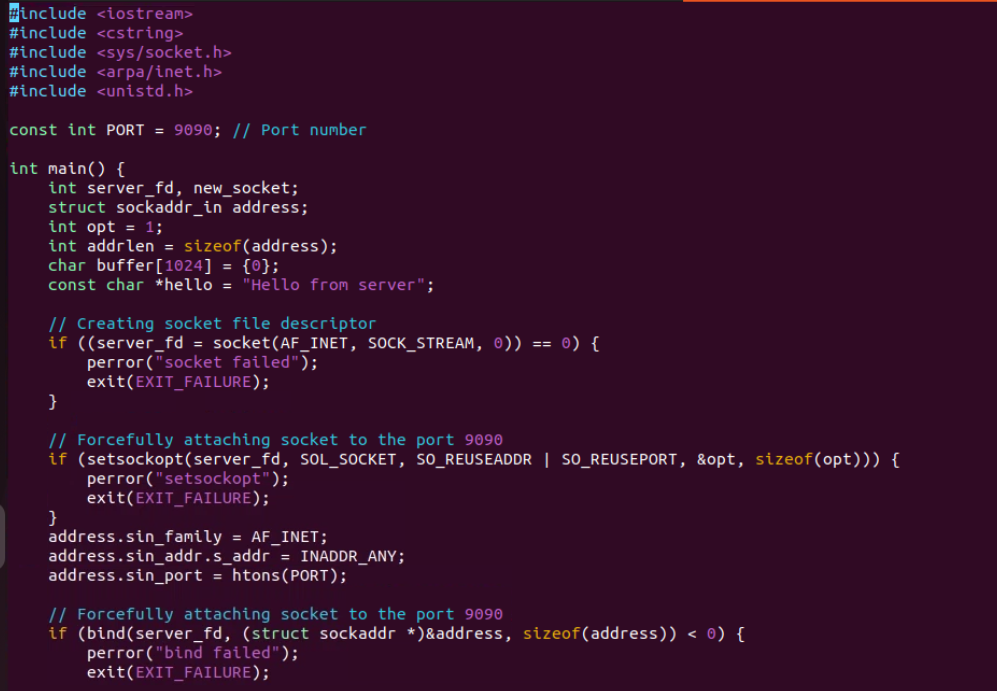 #include <iostream>
#include <cstring>
#include <sys/socket.h>
#include <arpa/inet.h>
#include <unistd.h>

const int PORT = 9090; // Port number

int main() {
    int server_fd, new_socket;
    struct sockaddr_in address;
    int opt = 1;
    int addrlen = sizeof(address);
    char buffer[1024] = {0};
    const char *hello = "Hello from server";

    // Creating socket file descriptor
    if ((server_fd = socket(AF_INET, SOCK_STREAM, 0)) == 0) {
        perror("socket failed");
        exit(EXIT_FAILURE);
    }

    // Forcefully attaching socket to the port 9090
    if (setsockopt(server_fd, SOL_SOCKET, SO_REUSEADDR | SO_REUSEPORT, &opt, sizeof(opt))) {
        perror("setsockopt");
        exit(EXIT_FAILURE);
    }
    address.sin_family = AF_INET;
    address.sin_addr.s_addr = INADDR_ANY;
    address.sin_port = htons(PORT);

    // Forcefully attaching socket to the port 9090
    if (bind(server_fd, (struct sockaddr *)&address, sizeof(address)) < 0) {
        perror("bind failed");
        exit(EXIT_FAILURE);